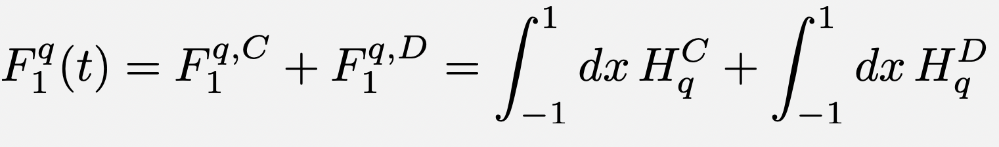 $F_1^q(t) = F_1^{q,C} + F_1^{q,D} = \int_{-1}^{1} dx\, H_q^C + \int_{-1}^{1} dx\, H_q^D$